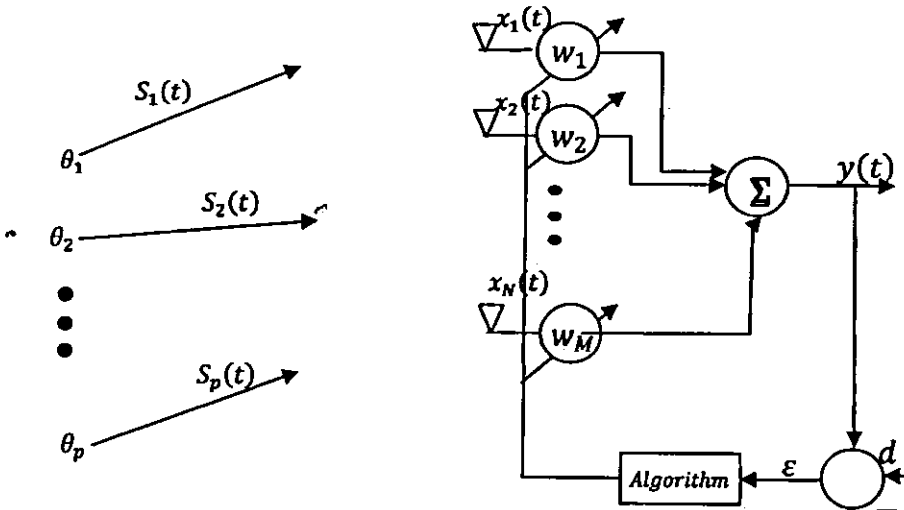 S₁(t)
θ₁
S₂(t)
θ₂
Sₚ(t)
θₚ
x₁(t)
w₁
x₂(t)
w₂
Σ
y(t)
x_N(t)
w_M
d
ε
Algorithm